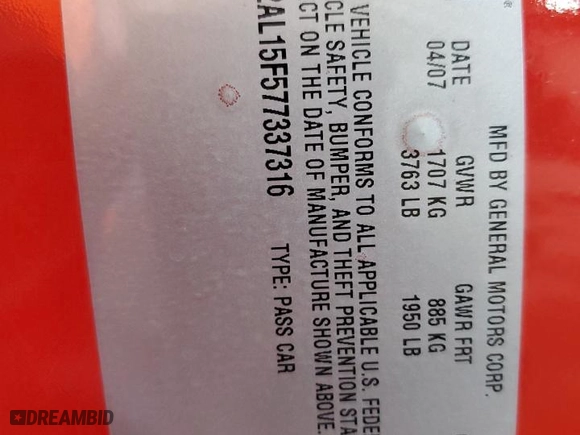 MFD BY GENERAL MOTORS CORP.
DATE GVWR GAWR FRT
04/07 1707 KG 885 KG
3763 LB 1950 LB
VEHICLE CONFORMS TO ALL APPLICABLE U.S. FEDE
CLE SAFETY, BUMPER, AND THEFT PREVENTION STA
CT ON THE DATE OF MANUFACTURE SHOWN ABOVE.
AL15F577337316 TYPE: PASS CAR
DREAMBID